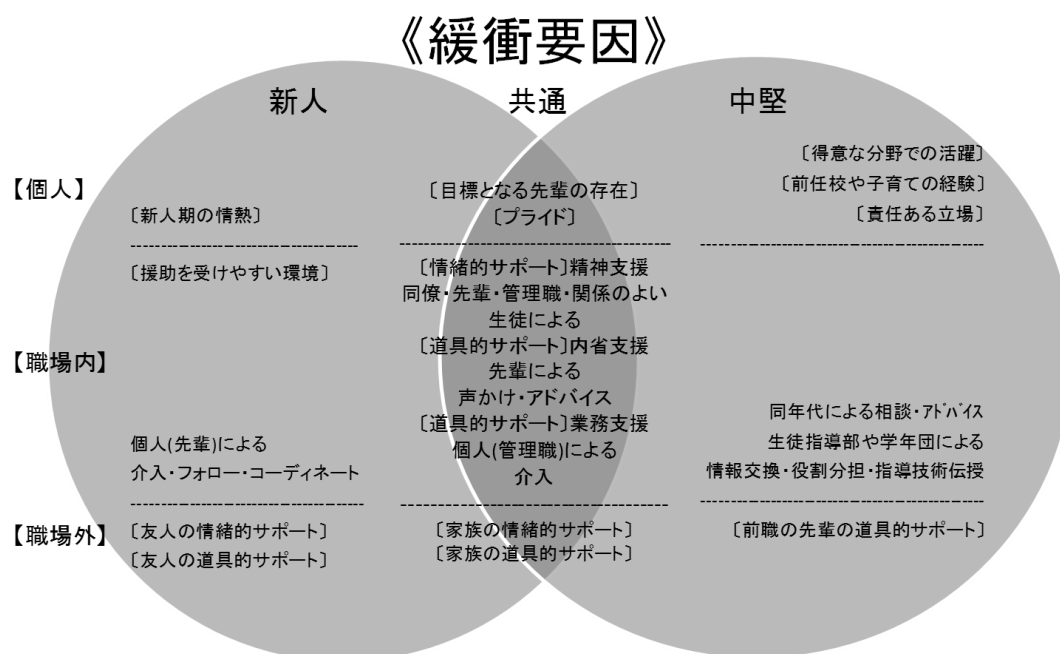 《緩衝要因》
新人
共通
中堅
【個人】
〔新人期の情熱〕
〔目標となる先輩の存在〕
〔プライド〕
〔得意な分野での活躍〕
〔前任校や子育ての経験〕
〔責任ある立場〕
【職場内】
〔援助を受けやすい環境〕
個人(先輩)による
介入・フォロー・コーディネート
〔情緒的サポート〕精神支援
同僚・先輩・管理職・関係のよい
生徒による
〔道具的サポート〕内省支援
先輩による
声かけ・アドバイス
〔道具的サポート〕業務支援
個人(管理職)による
介入
同年代による相談・アドバイス
生徒指導部や学年団による
情報交換・役割分担・指導技術伝授
【職場外】
〔友人の情緒的サポート〕
〔友人の道具的サポート〕
〔家族の情緒的サポート〕
〔家族の道具的サポート〕
〔前職の先輩の道具的サポート〕